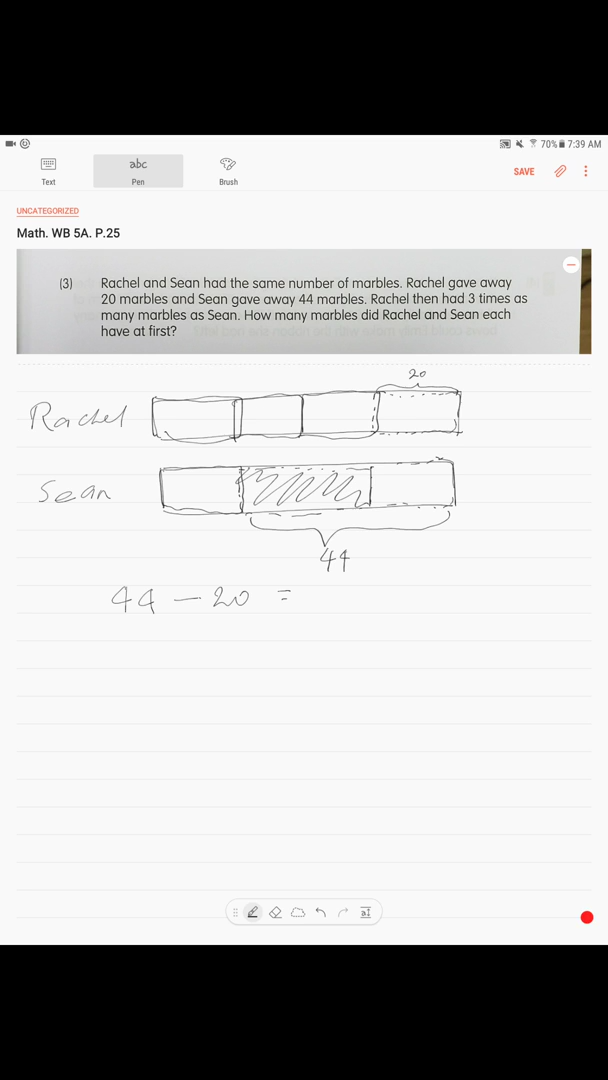 70% 7:39 AM
Text
abc
Pen
Brush
SAVE
UNCATEGORIZED
Math. WB 5A. P.25
(3) Rachel and Sean had the same number of marbles. Rachel gave away
20 marbles and Sean gave away 44 marbles. Rachel then had 3 times as
many marbles as Sean. How many marbles did Rachel and Sean each
have at first?
20
Rachel
Sean
44
44 - 20 =
aI